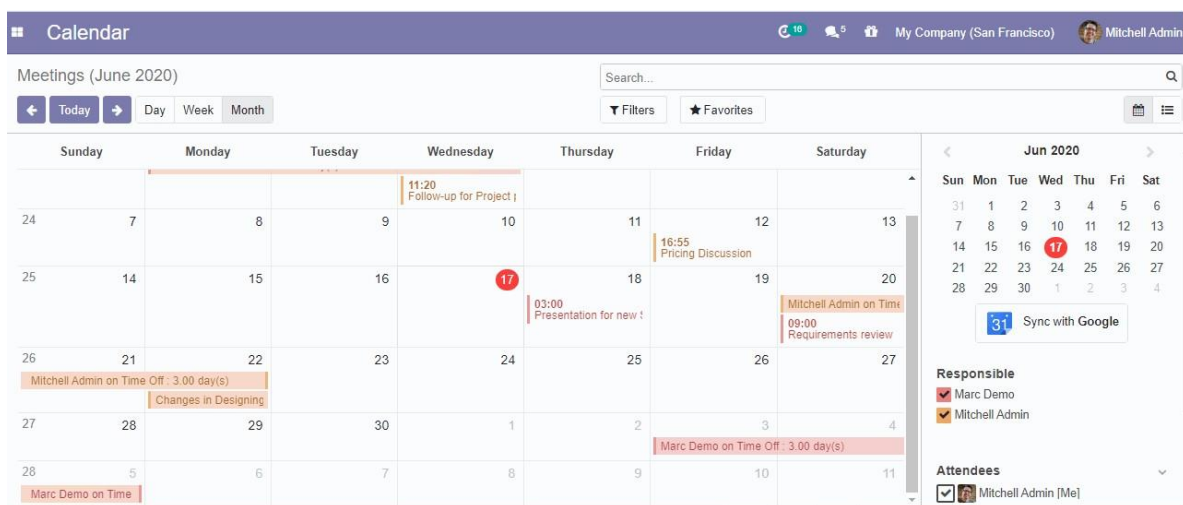 Calendar
16
5
My Company (San Francisco)
Mitchell Admin
Meetings (June 2020)
Search...
Today
Day
Week
Month
Filters
Favorites
Sunday
Monday
Tuesday
Wednesday
Thursday
Friday
Saturday
11:20
Follow-up for Project
24
7
8
9
10
11
12
13
16:55
Pricing Discussion
25
14
15
16
17
18
19
20
03:00
Presentation for new
Mitchell Admin on Time
09:00
Requirements review
26
21
22
23
24
25
26
27
Mitchell Admin on Time Off : 3.00 day(s)
Changes in Designing
27
28
29
30
1
2
3
4
Marc Demo on Time Off : 3.00 day(s)
28
5
6
7
8
9
10
11
Marc Demo on Time
Jun 2020
Sun Mon Tue Wed Thu Fri Sat
31 1 2 3 4 5 6
7 8 9 10 11 12 13
14 15 16 17 18 19 20
21 22 23 24 25 26 27
28 29 30 1 2 3 4
31
Sync with Google
Responsible
Marc Demo
Mitchell Admin
Attendees
Mitchell Admin [Me]